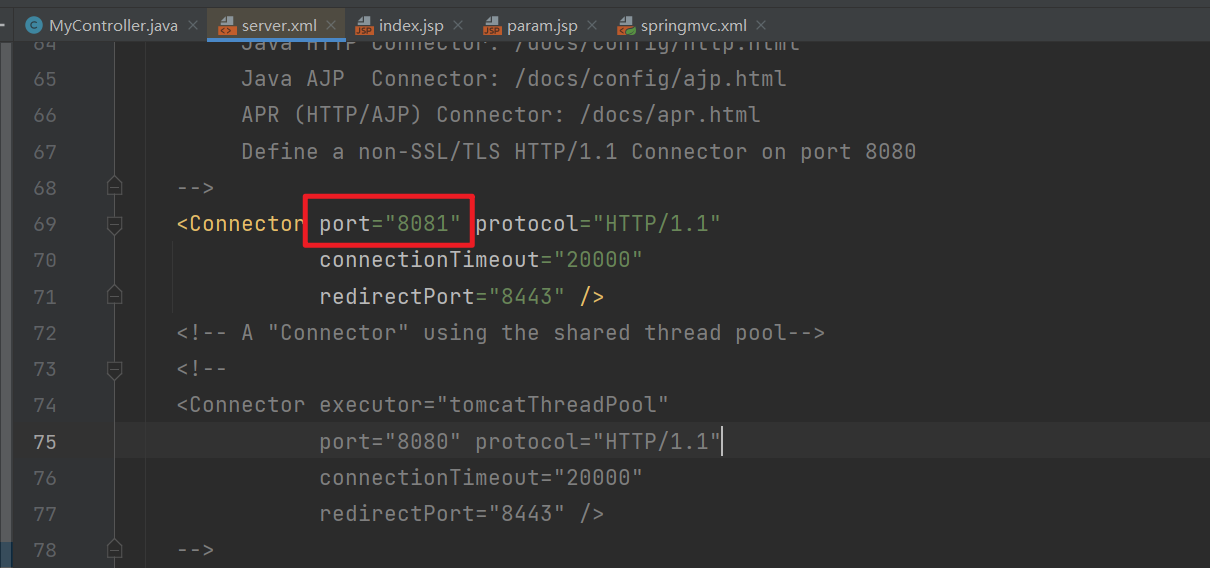 MyController.java
server.xml
index.jsp
param.jsp
springmvc.xml
64 Java HTTP Connector: /docs/config/http.html
65 Java AJP  Connector: /docs/config/ajp.html
66 APR (HTTP/AJP) Connector: /docs/apr.html
67 Define a non-SSL/TLS HTTP/1.1 Connector on port 8080
68 -->
69 <Connector port="8081" protocol="HTTP/1.1"
70 connectionTimeout="20000"
71 redirectPort="8443" />
72 <!-- A "Connector" using the shared thread pool-->
73 <!--
74 <Connector executor="tomcatThreadPool"
75 port="8080" protocol="HTTP/1.1"
76 connectionTimeout="20000"
77 redirectPort="8443" />
78 -->